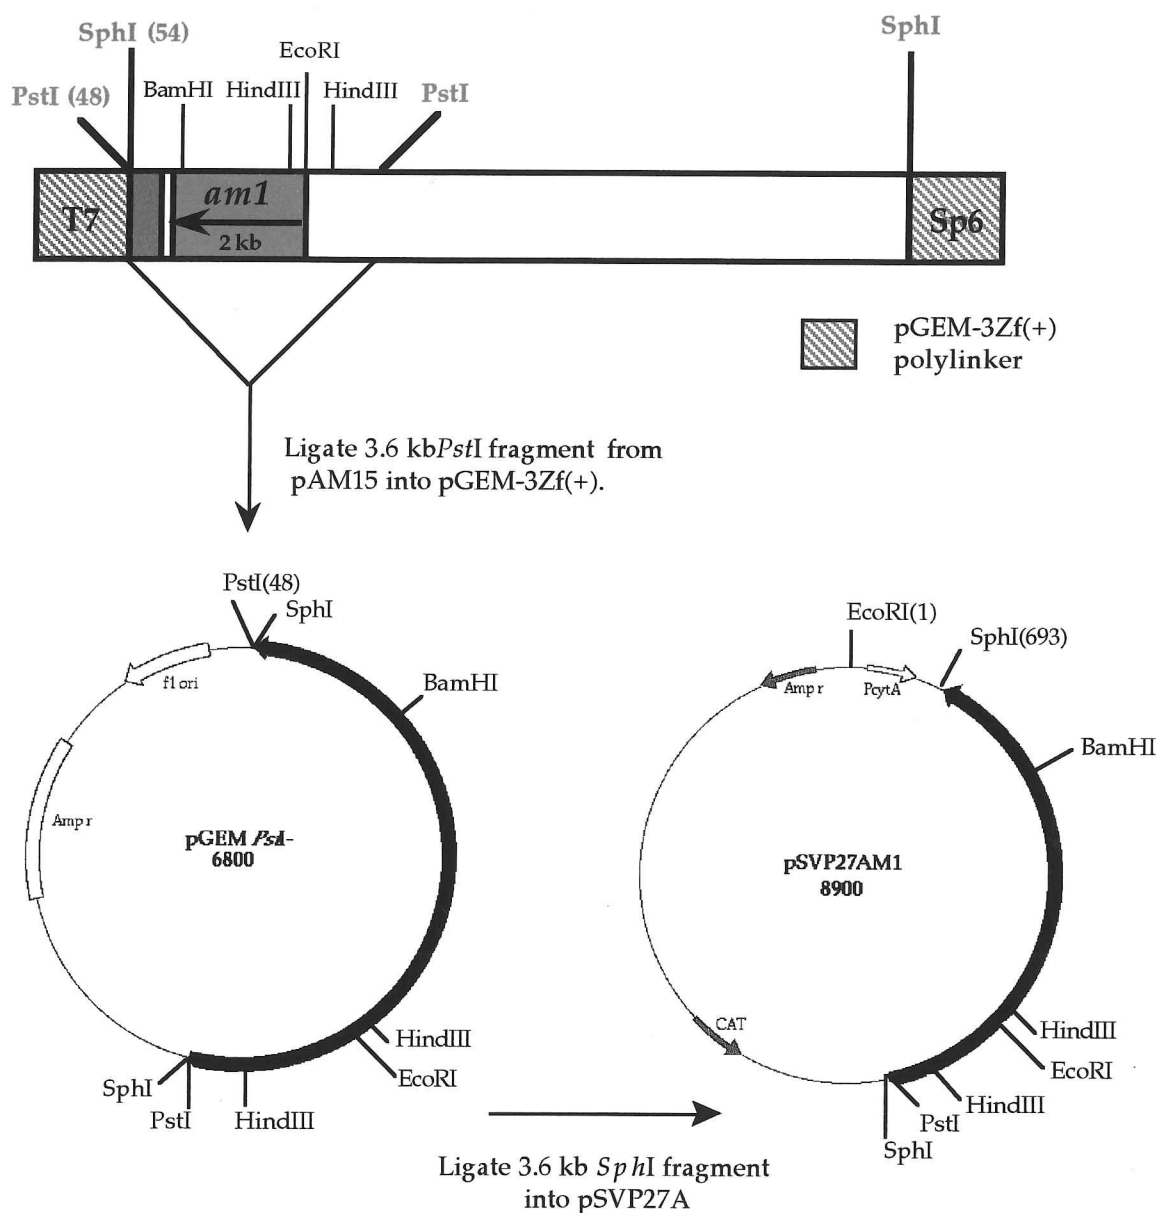 SphI (54)
SphI
EcoRI
BamHI HindIII HindIII PstI
PstI (48)
T7
am1
2 kb
Sp6
pGEM-3Zf(+)
polylinker
Ligate 3.6 kbPstI fragment from
pAM15 into pGEM-3Zf(+).
PstI(48)
SphI
f1 ori
BamHI
Amp r
pGEM PstI-
6800
HindIII
EcoRI
SphI
PstI
HindIII
EcoRI(1)
SphI(693)
Amp r
PcytA
BamHI
pSVP27AM1
8900
CAT
HindIII
EcoRI
HindIII
PstI
SphI
Ligate 3.6 kb SphI fragment
into pSVP27A